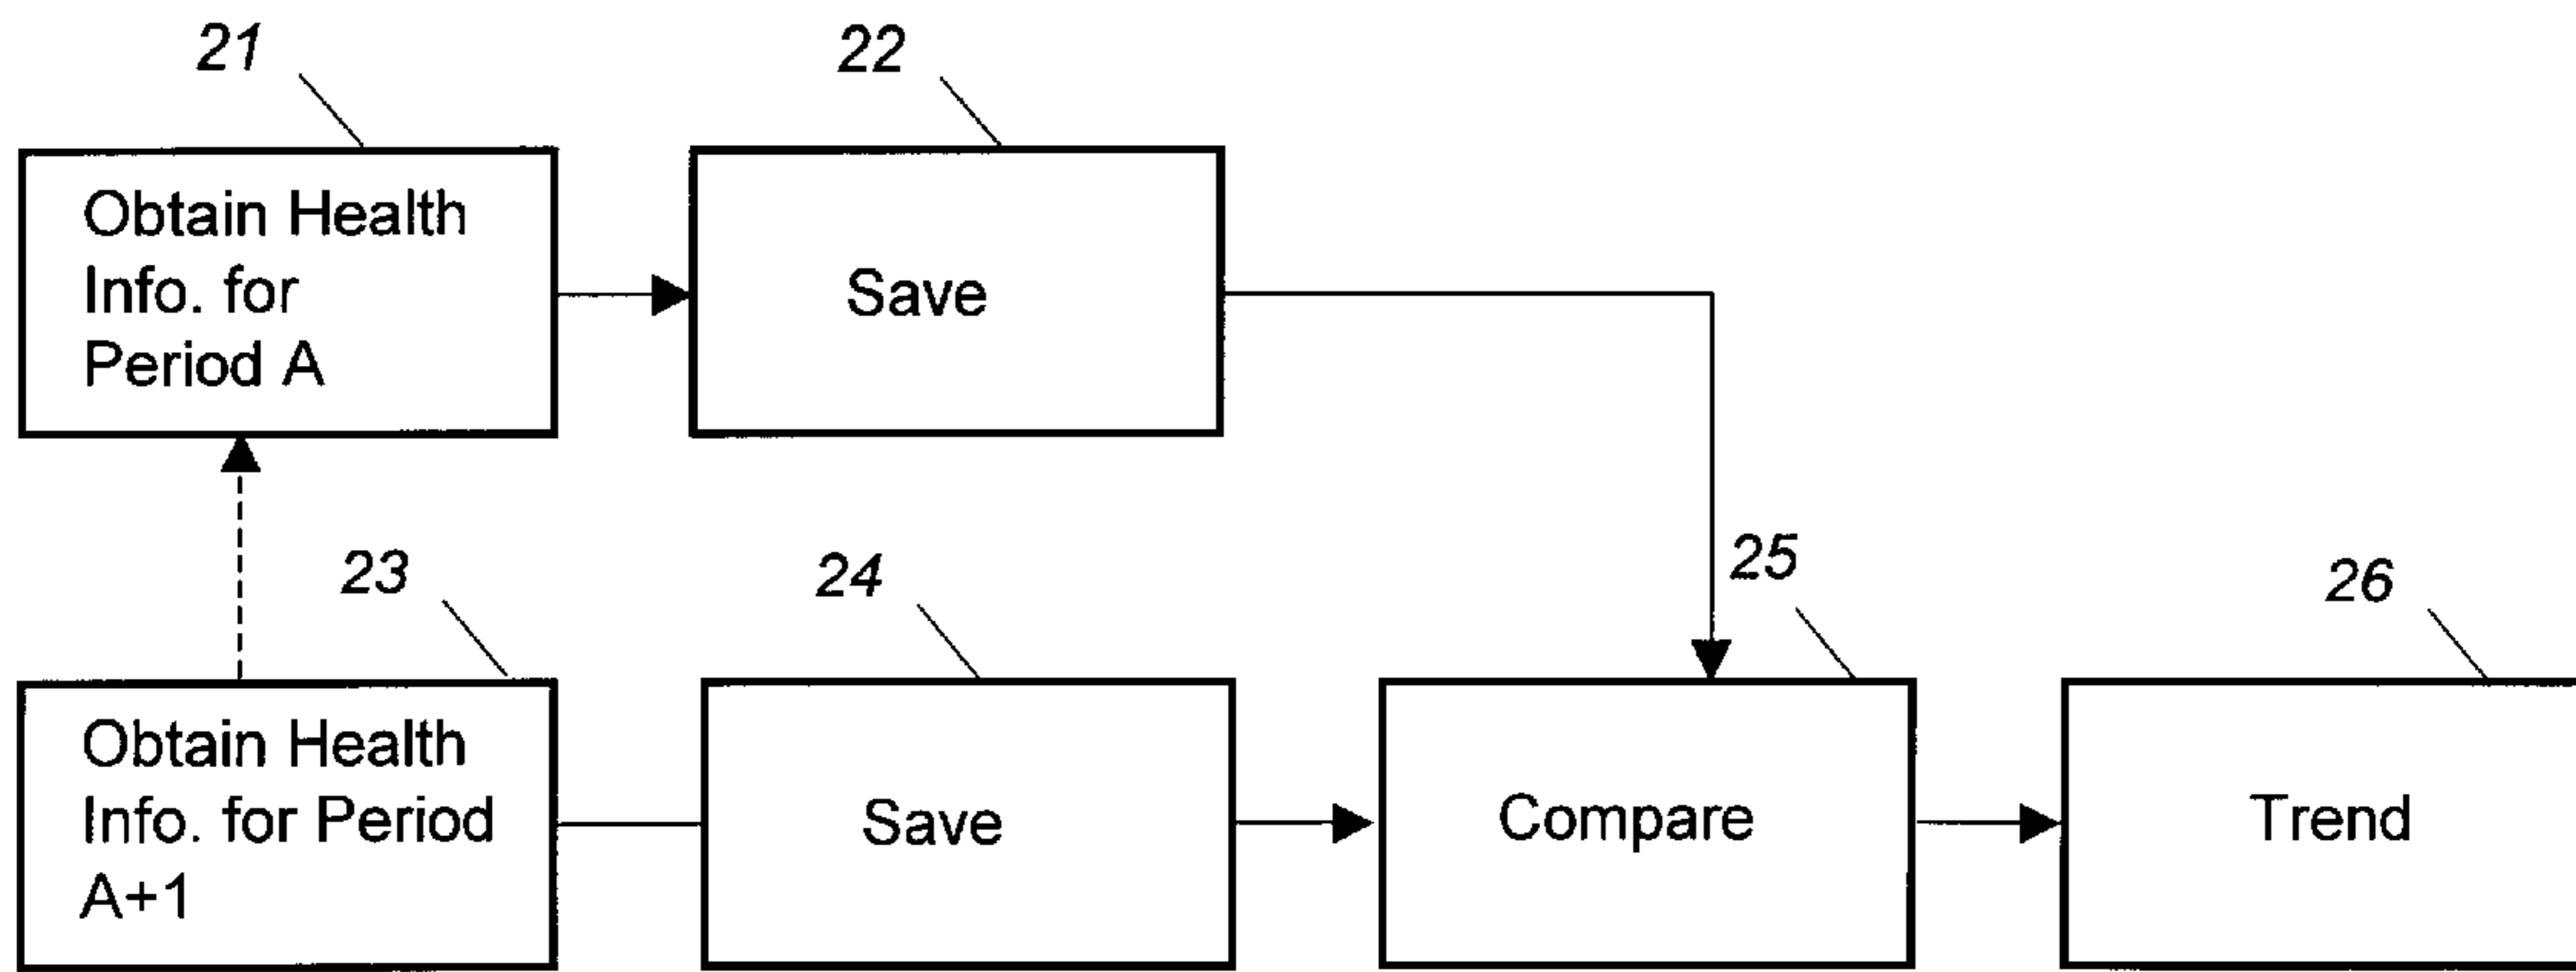 21
22
Obtain Health
Info. for
Period A
Save
23
24
25
26
Obtain Health
Info. for Period
A+1
Save
Compare
Trend